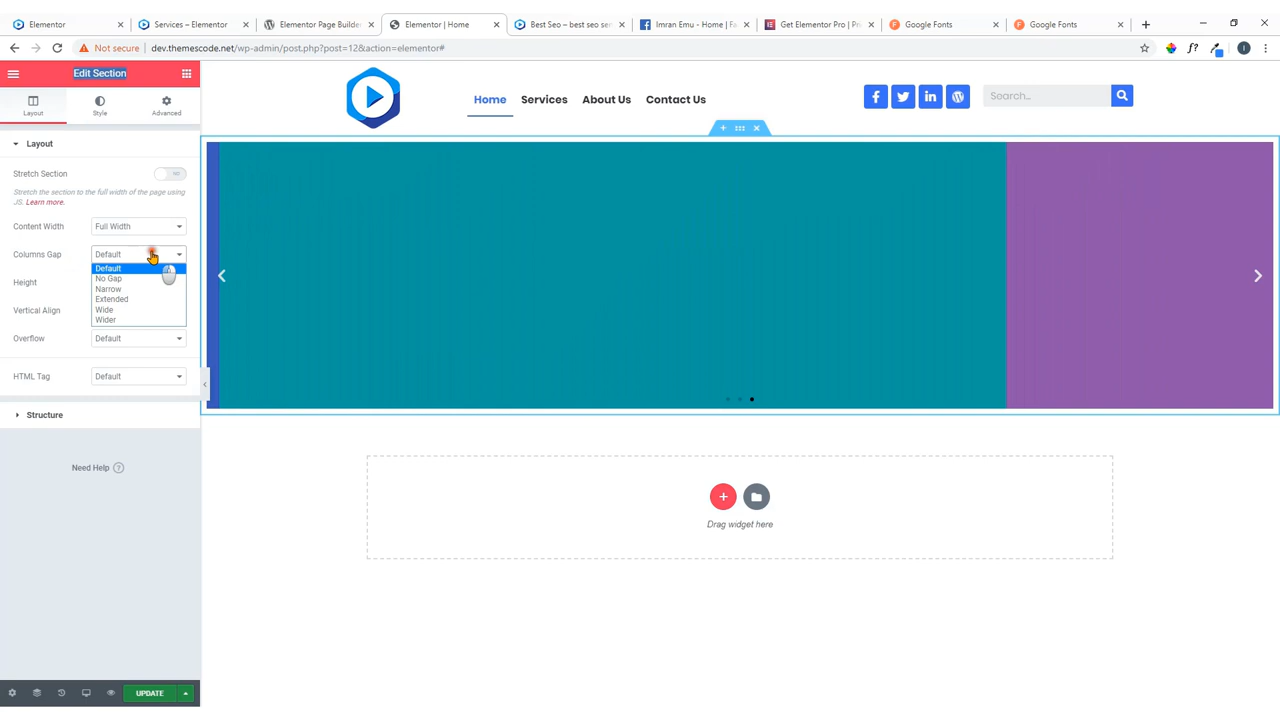 Elementor
Services – Elementor
Elementor Page Builder
Elementor | Home
Best Seo – best seo ser
Imran Emu - Home | Fa
Get Elementor Pro | Pri
Google Fonts
Google Fonts
Not secure
dev.themescode.net/wp-admin/post.php?post=12&action=elementor#
f?
Edit Section
Layout
Style
Advanced
Home
Services
About Us
Contact Us
Search...
Layout
Stretch Section
NO
Stretch the section to the full width of the page using
JS. Learn more.
Content Width
Full Width
Columns Gap
Default
Default
No Gap
Narrow
Extended
Wide
Wider
Height
Vertical Align
Overflow
Default
HTML Tag
Default
Structure
Need Help ?
Drag widget here
UPDATE